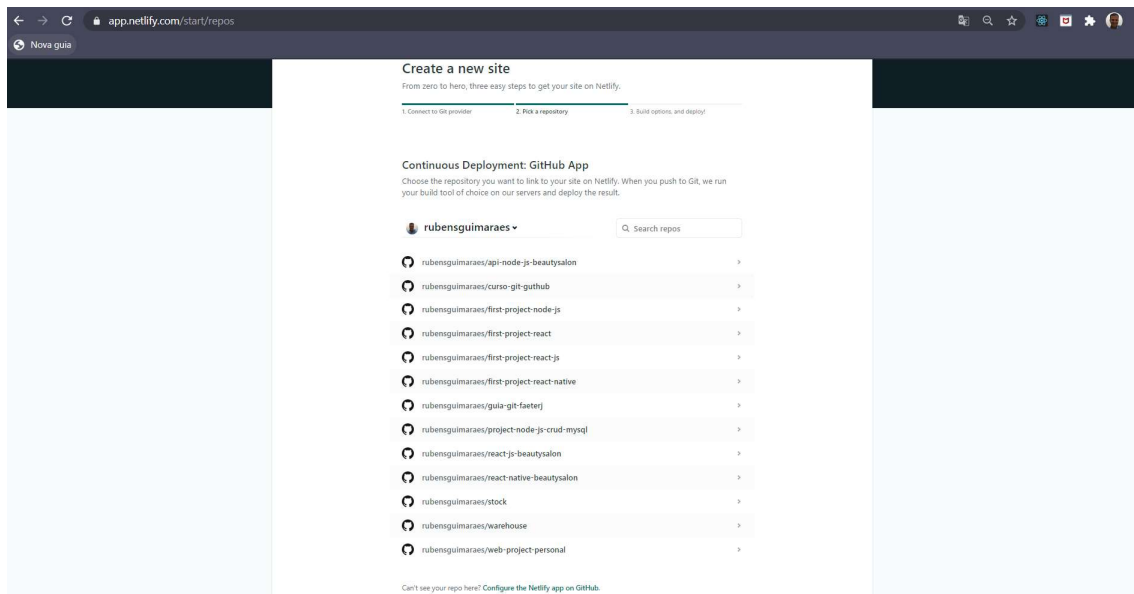 app.netlify.com/start/repos
Nova guia
Create a new site
From zero to hero, three easy steps to get your site on Netlify.
1. Connect to Git provider 2. Pick a repository 3. Build options, and deploy!
Continuous Deployment: GitHub App
Choose the repository you want to link to your site on Netlify. When you push to Git, we run
your build tool of choice on our servers and deploy the result.
rubensguimaraes Search repos
rubensguimaraes/api-node-js-beautysalon
rubensguimaraes/curso-git-guthub
rubensguimaraes/first-project-node-js
rubensguimaraes/first-project-react
rubensguimaraes/first-project-react-js
rubensguimaraes/first-project-react-native
rubensguimaraes/guia-git-faeterj
rubensguimaraes/project-node-js-crud-mysql
rubensguimaraes/react-js-beautysalon
rubensguimaraes/react-native-beautysalon
rubensguimaraes/stock
rubensguimaraes/warehouse
rubensguimaraes/web-project-personal
Can't see your repo here? Configure the Netlify app on GitHub.